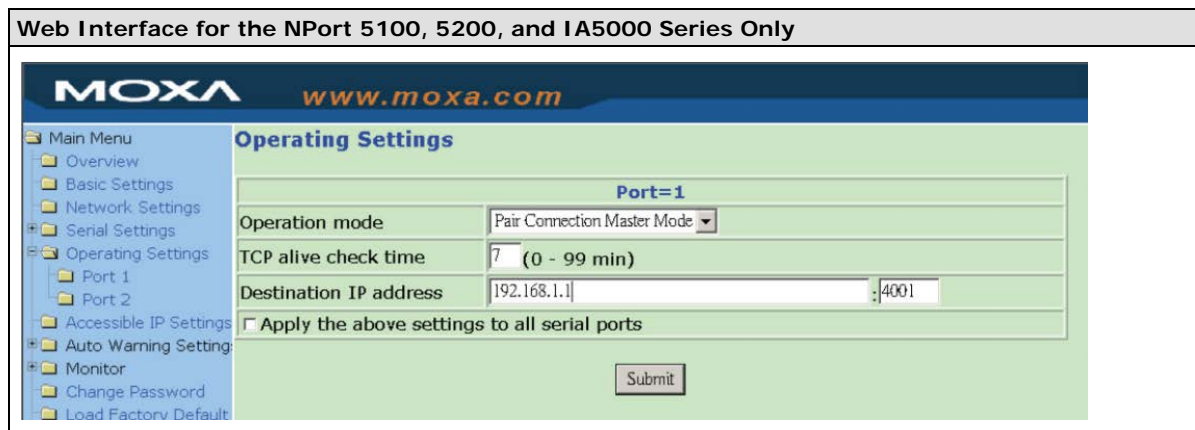 Web Interface for the NPort 5100, 5200, and IA5000 Series Only
MOXA www.moxa.com
Main Menu
Overview
Basic Settings
Network Settings
Serial Settings
Operating Settings
Port 1
Port 2
Accessible IP Settings
Auto Warning Setting
Monitor
Change Password
Load Factory Default
Operating Settings
Port=1
Operation mode Pair Connection Master Mode
TCP alive check time 7 (0 - 99 min)
Destination IP address 192.168.1.1 : 4001
Apply the above settings to all serial ports
Submit